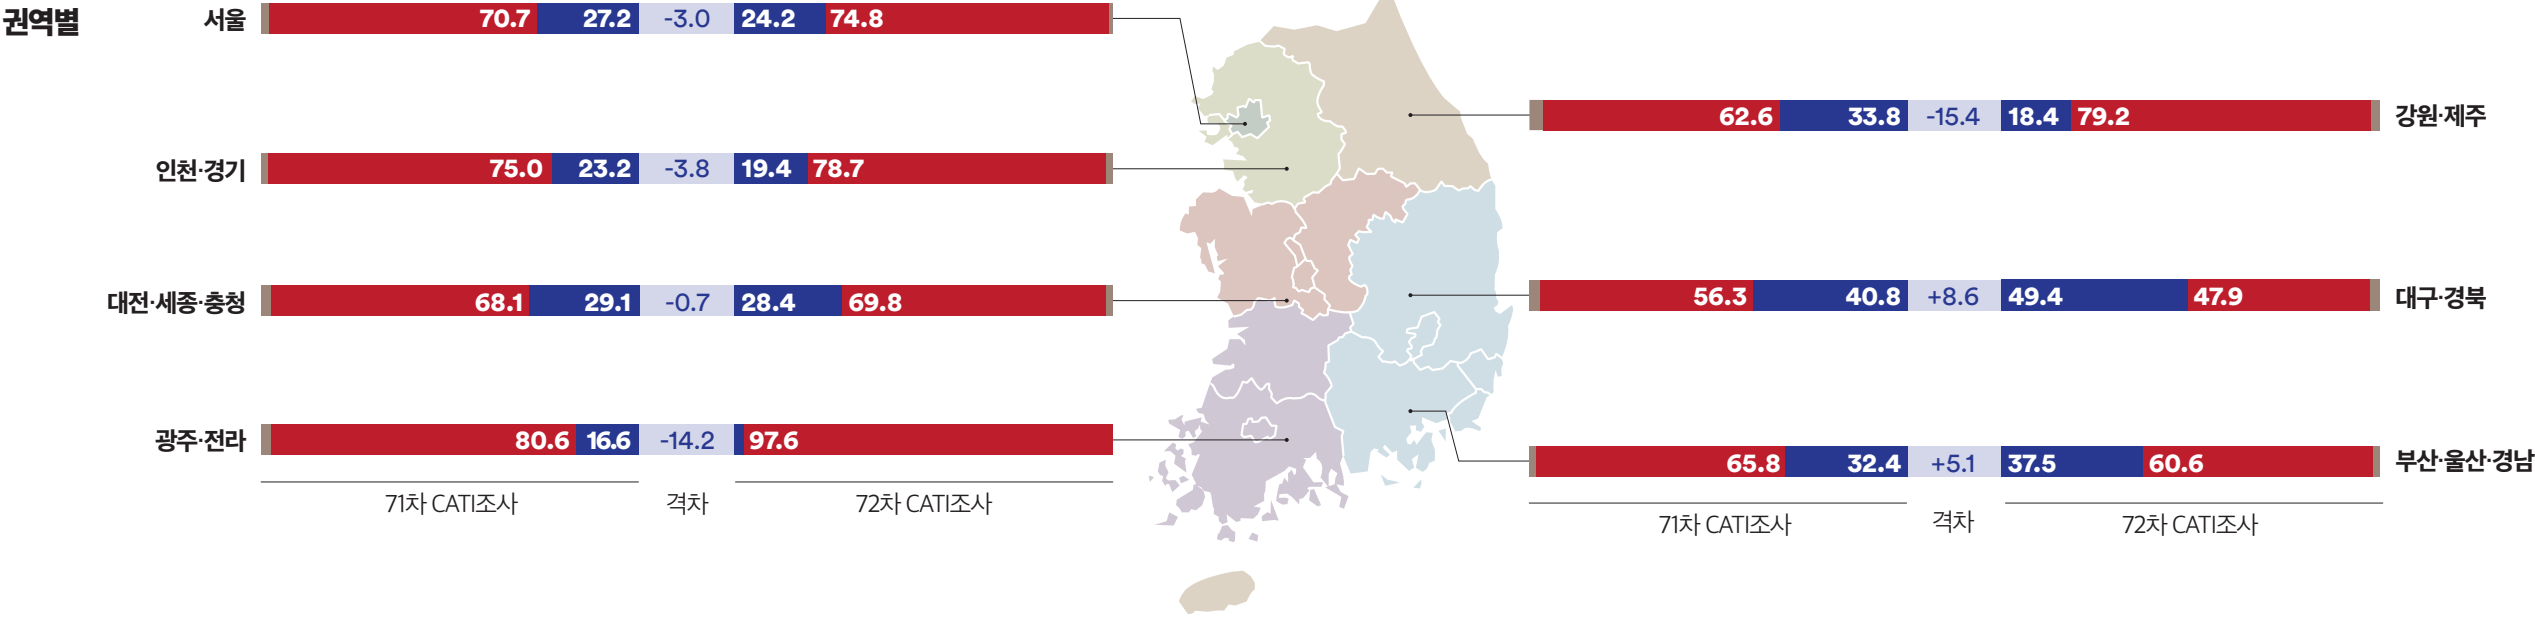 권역별
서울 70.7 27.2 -3.0 24.2 74.8
인천·경기 75.0 23.2 -3.8 19.4 78.7
대전·세종·충청 68.1 29.1 -0.7 28.4 69.8
광주·전라 80.6 16.6 -14.2 97.6
71차 CATI조사 격차 72차 CATI조사
62.6 33.8 -15.4 18.4 79.2 강원·제주
56.3 40.8 +8.6 49.4 47.9 대구·경북
65.8 32.4 +5.1 37.5 60.6 부산·울산·경남
71차 CATI조사 격차 72차 CATI조사